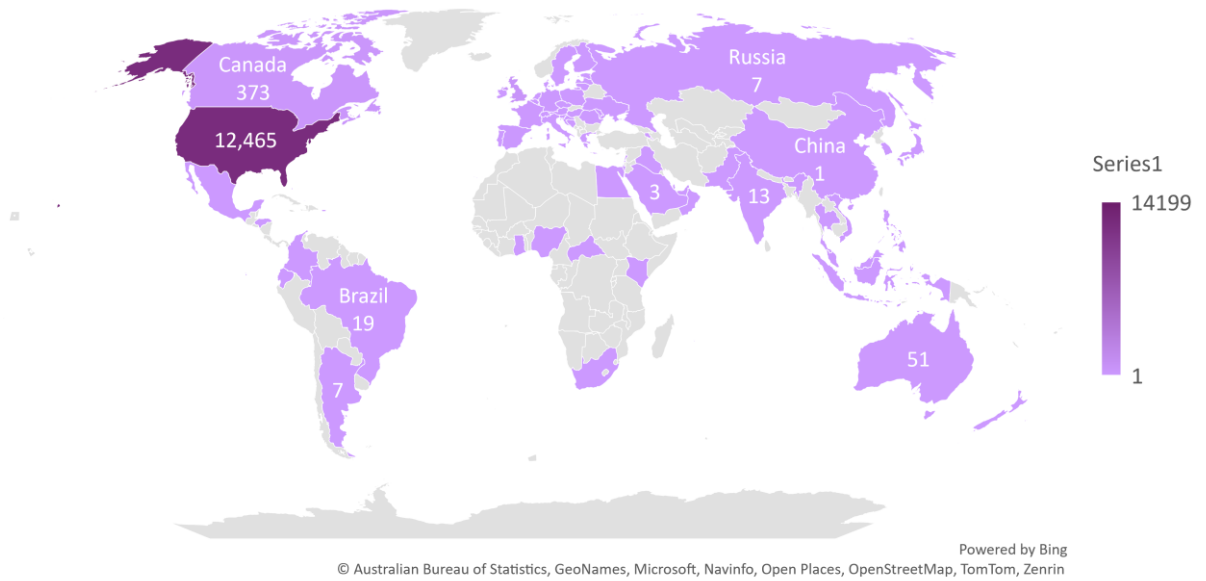 Canada
373
12,465
Russia
7
China
1
3
13
Brazil
19
7
51
Series1
14199
1
Powered by Bing
© Australian Bureau of Statistics, GeoNames, Microsoft, Navinfo, Open Places, OpenStreetMap, TomTom, Zenrin